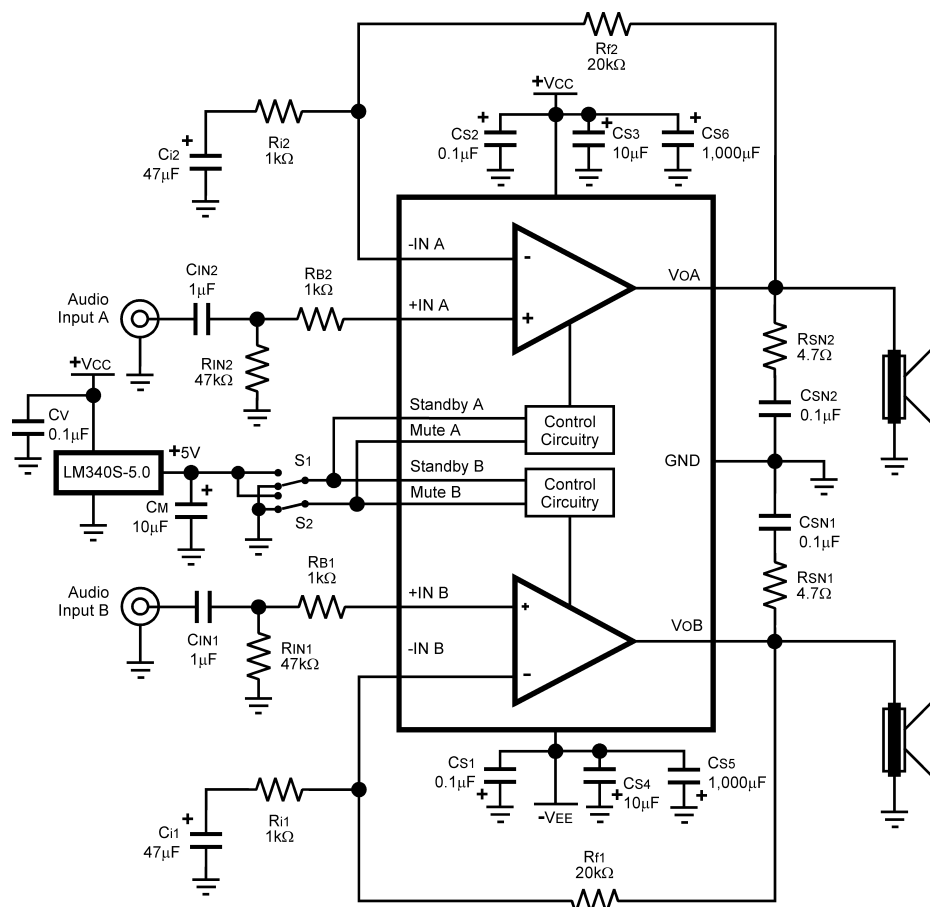 Rf2
20kΩ
+VCC
Ri2
1kΩ
Ci2
47µF
CS2
0.1µF
CS3
10µF
CS6
1,000µF
-IN A
VOA
Audio
Input A
CIN2
1µF
RB2
1kΩ
+IN A
RIN2
47kΩ
RSN2
4.7Ω
CSN2
0.1µF
+VCC
CV
0.1µF
LM340S-5.0
+5V
CM
10µF
S1
S2
Standby A
Mute A
Standby B
Mute B
Control
Circuitry
Control
Circuitry
GND
CSN1
0.1µF
RSN1
4.7Ω
Audio
Input B
CIN1
1µF
RB1
1kΩ
RIN1
47kΩ
+IN B
-IN B
VOB
CS1
0.1µF
-VEE
CS4
10µF
CS5
1,000µF
Ri1
1kΩ
Ci1
47µF
Rf1
20kΩ